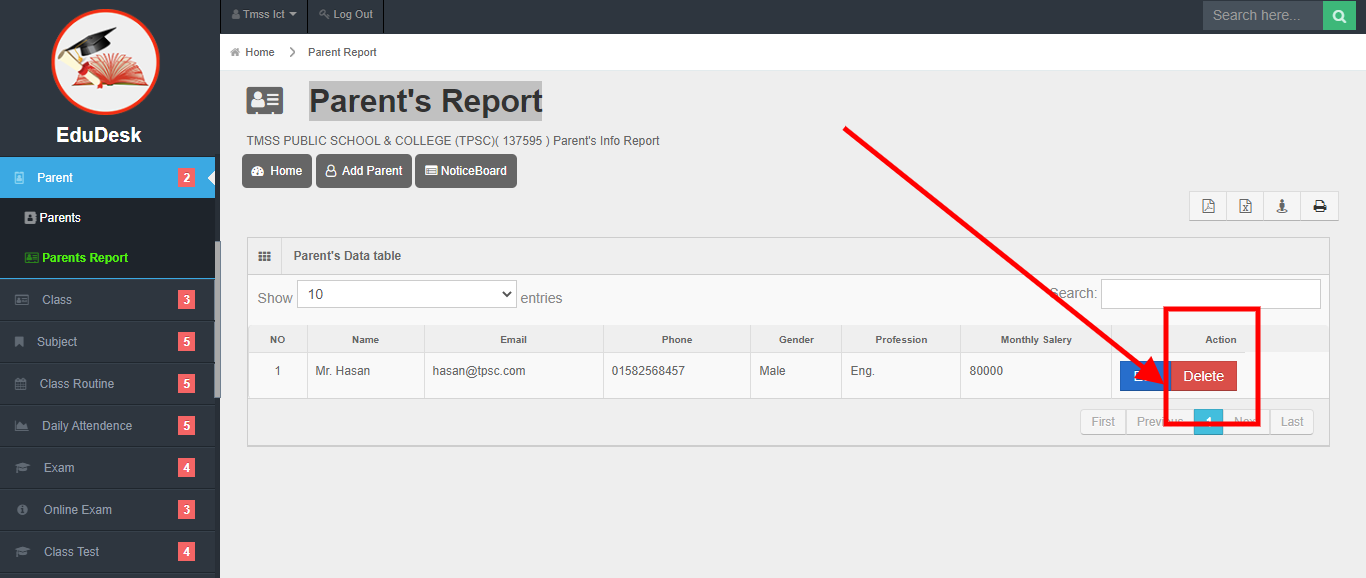 Tmss Ict
Log Out
Search here...
EduDesk
Home
Parent Report
Parent's Report
TMSS PUBLIC SCHOOL & COLLEGE (TPSC)( 137595 ) Parent's Info Report
Home
Add Parent
NoticeBoard
Parent 2
Parents
Parents Report
Class 3
Subject 5
Class Routine 5
Daily Attendence 5
Exam 4
Online Exam 3
Class Test 4
Parent's Data table
Show 10 entries
Search:
NO Name Email Phone Gender Profession Monthly Salery Action
1 Mr. Hasan hasan@tpsc.com 01582568457 Male Eng. 80000 Delete
First Previous 1 Next Last